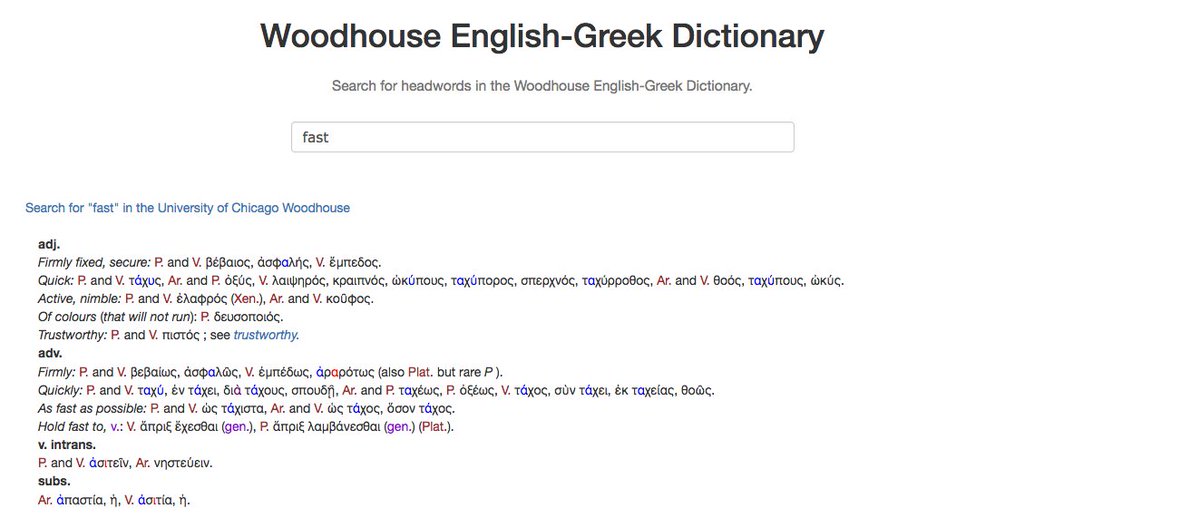 Woodhouse English-Greek Dictionary
Search for headwords in the Woodhouse English-Greek Dictionary.
fast
Search for "fast" in the University of Chicago Woodhouse
adj.
Firmly fixed, secure: P. and V. βέβαιος, ἀσφαλής, V. ἔμπεδος.
Quick: P. and V. τάχυς, Ar. and P. ὀξύς, V. λαιψηρός, κραιπνός, ὠκύπους, ταχύπορος, σπερχνός, ταχύρροθος, Ar. and V. θοός, ταχύπους, ὠκύς.
Active, nimble: P. and V. ἐλαφρός (Xen.), Ar. and V. κοῦφος.
Of colours (that will not run): P. δευσοποιός.
Trustworthy: P. and V. πιστός ; see trustworthy.
adv.
Firmly: P. and V. βεβαίως, ἀσφαλῶς, V. ἐμπέδως, ἀραρότως (also Plat. but rare P ).
Quickly: P. and V. ταχύ, ἐν τάχει, διὰ τάχους, σπουδῇ, Ar. and P. ταχέως, P. ὀξέως, V. τάχος, σὺν τάχει, ἐκ ταχείας, θοῶς.
As fast as possible: P. and V. ὡς τάχιστα, Ar. and V. ὡς τάχος, ὅσον τάχος.
Hold fast to, v.: V. ἄπριξ ἔχεσθαι (gen.), P. ἄπριξ λαμβάνεσθαι (gen.) (Plat.).
v. intrans.
P. and V. ἀσιτεῖν, Ar. νηστεύειν.
subs.
Ar. ἀπαστία, ἡ, V. ἀσιτία, ἡ.